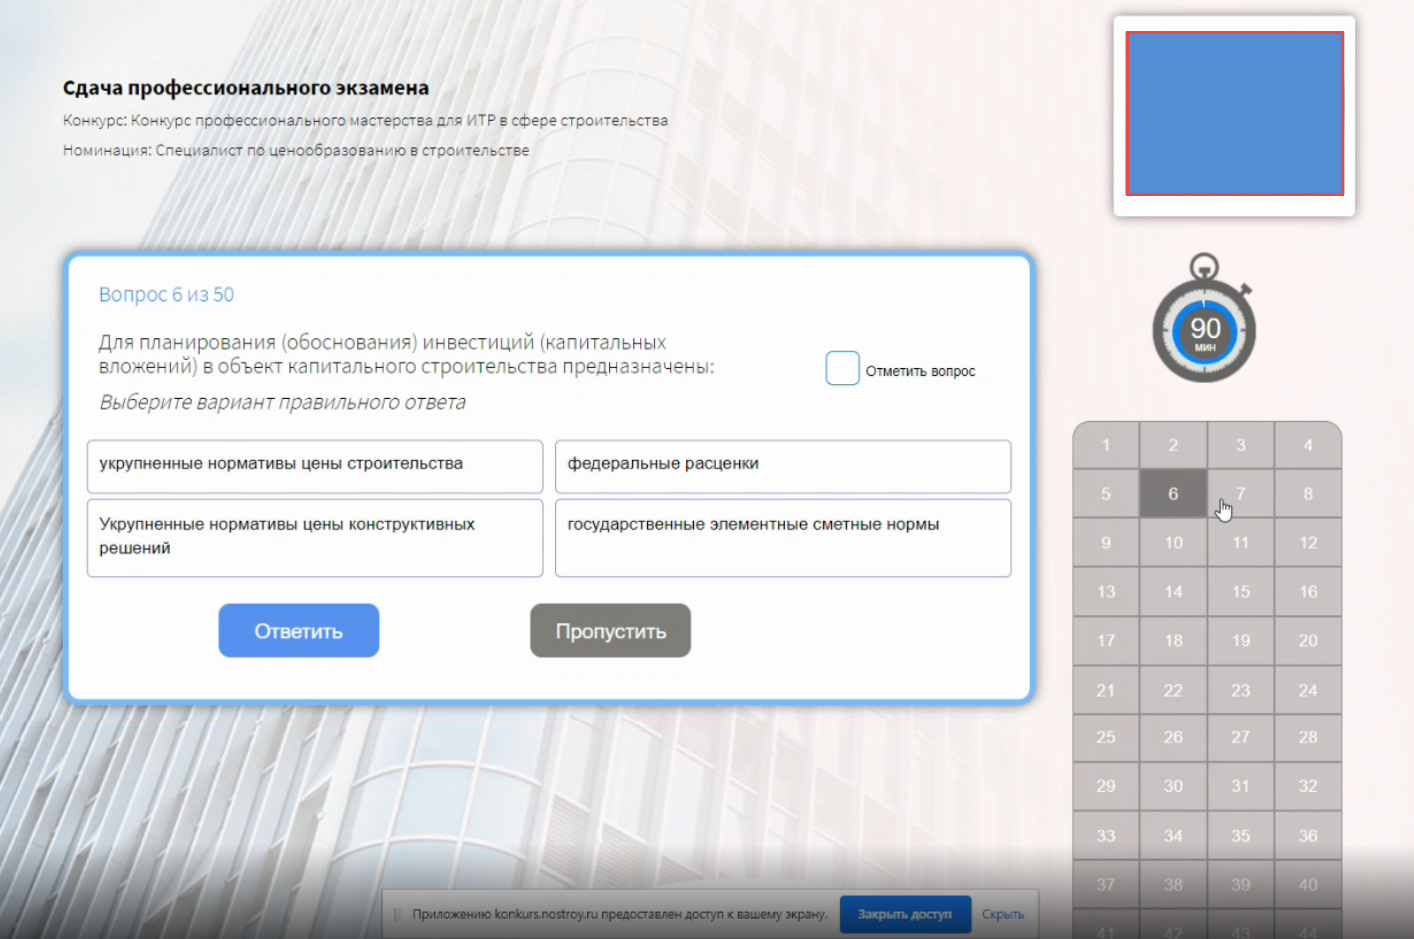 Сдача профессионального экзамена
Конкурс: Конкурс профессионального мастерства для ИТР в сфере строительства
Номинация: Специалист по ценообразованию в строительстве
Вопрос 6 из 50
Для планирования (обоснования) инвестиций (капитальных
вложений) в объект капитального строительства предназначены:
Отметить вопрос
Выберите вариант правильного ответа
укрупненные нормативы цены строительства
федеральные расценки
Укрупненные нормативы цены конструктивных
решений
государственные элементные сметные нормы
Ответить
Пропустить
90
мин
1 2 3 4
5 6 7 8
9 10 11 12
13 14 15 16
17 18 19 20
21 22 23 24
25 26 27 28
29 30 31 32
33 34 35 36
37 38 39 40
41 42 43 44
Приложению konkurs.nostroy.ru предоставлен доступ к вашему экрану.
Закрыть доступ
Скрыть